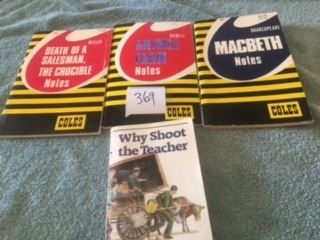 MILLER
DEATH OF A
SALESMAN,
THE CRUCIBLE
Notes
COLES
ORWELL
ANIMAL
FARM
Notes
369
COLES
SHAKESPEARE
MACBETH
Notes
COLES
Why Shoot
the Teacher